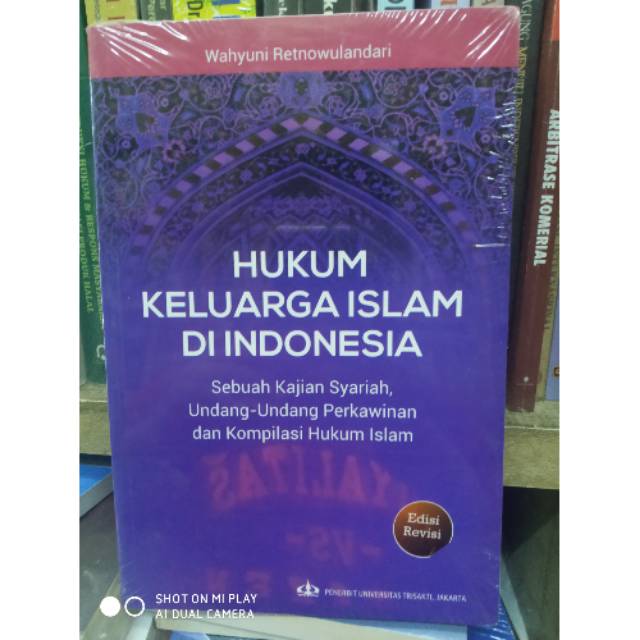 Wahyuni Retnowulandari
HUKUM
KELUARGA ISLAM
DI INDONESIA
Sebuah Kajian Syariah,
Undang-Undang Perkawinan
dan Kompilasi Hukum Islam
Edisi
Revisi
PENERBIT UNIVERSITAS TRISAKTI, JAKARTA
ARBITRASE KOMERIAL
SHOT ON MI PLAY
AI DUAL CAMERA